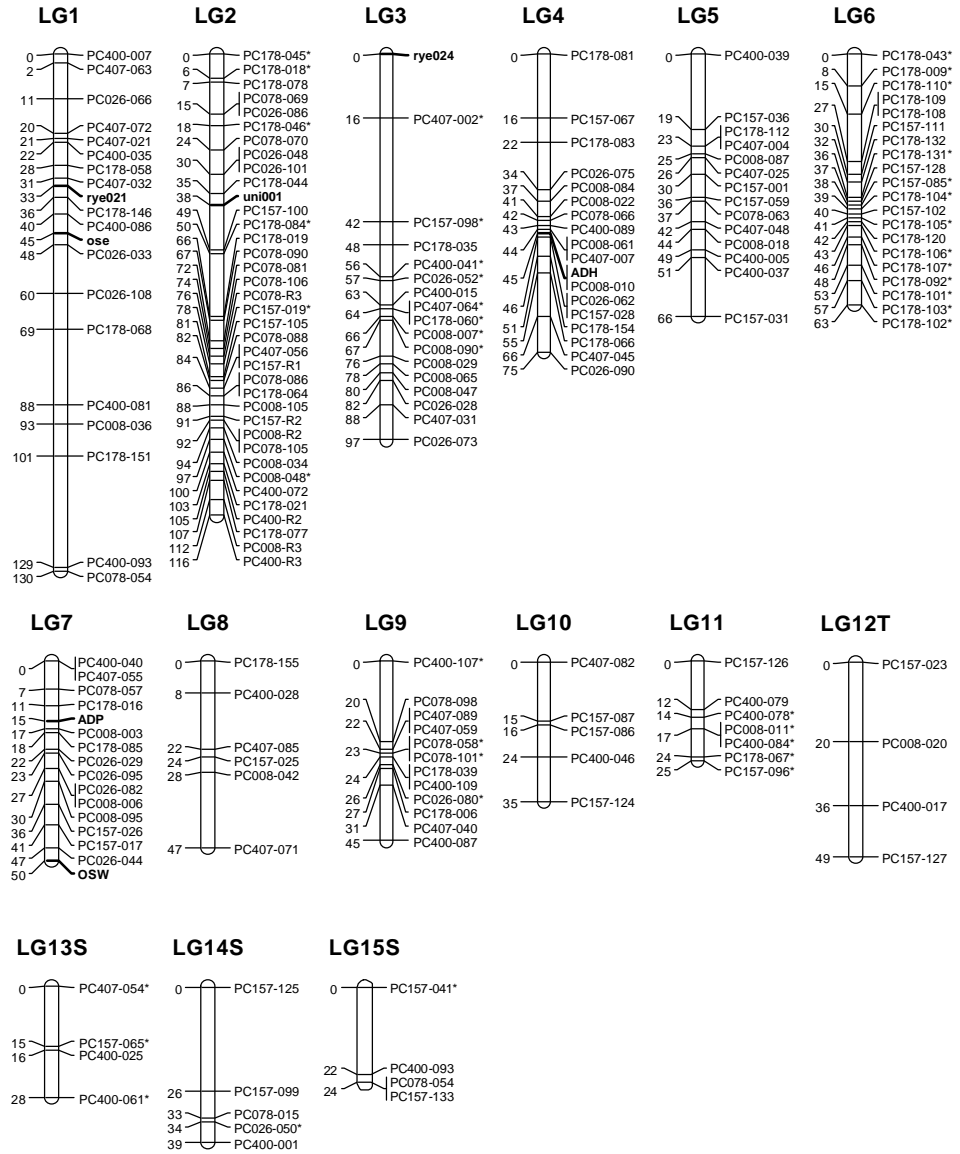 LG1
0 PC400-007
2 PC407-063
11 PC026-066
20 PC407-072
21 PC407-021
22 PC400-035
28 PC178-058
31 PC407-032
33 rye021
36 PC178-146
40 PC400-086
45 ose
48 PC026-033
60 PC026-108
69 PC178-068
88 PC400-081
93 PC008-036
101 PC178-151
129 PC400-093
130 PC078-054
LG2
0 PC178-045*
6 PC178-018*
7 PC178-078
15 PC078-069
PC026-086
18 PC178-046*
24 PC078-070
30 PC026-048
PC026-101
35 PC178-044
38 uni001
49 PC157-100
50 PC178-084*
66 PC178-019
67 PC078-090
72 PC078-081
74 PC078-106
76 PC078-R3
78 PC157-019*
81 PC157-105
82 PC078-088
84 PC407-056
PC157-R1
86 PC078-086
PC178-064
88 PC008-105
91 PC157-R2
92 PC008-R2
PC078-105
94 PC008-034
97 PC008-048*
100 PC400-072
103 PC178-021
105 PC400-R2
107 PC178-077
112 PC008-R3
116 PC400-R3
LG3
0 rye024
16 PC407-002*
42 PC157-098*
48 PC178-035
56 PC400-041*
57 PC026-052*
63 PC400-015
64 PC407-064*
PC178-060*
66 PC008-007*
67 PC008-090*
76 PC008-029
78 PC008-065
80 PC008-047
82 PC026-028
88 PC407-031
97 PC026-073
LG4
0 PC178-081
16 PC157-067
22 PC178-083
34 PC026-075
37 PC008-084
41 PC008-022
42 PC078-066
43 PC400-089
44 PC008-061
PC407-007
45 ADH
PC008-010
46 PC026-062
PC157-028
51 PC178-154
55 PC178-066
66 PC407-045
75 PC026-090
LG5
0 PC400-039
19 PC157-036
23 PC178-112
PC407-004
25 PC008-087
26 PC407-025
30 PC157-001
36 PC157-059
37 PC078-063
42 PC407-048
44 PC008-018
49 PC400-005
51 PC400-037
66 PC157-031
LG6
0 PC178-043*
8 PC178-009*
15 PC178-110*
27 PC178-109
PC178-108
30 PC157-111
32 PC178-132
36 PC178-131*
37 PC157-128
38 PC157-085*
39 PC178-104*
40 PC157-102
41 PC178-105*
42 PC178-120
43 PC178-106*
46 PC178-107*
48 PC178-092*
53 PC178-101*
57 PC178-103*
63 PC178-102*
LG7
0 PC400-040
PC407-055
7 PC078-057
11 PC178-016
15 ADP
17 PC008-003
18 PC178-085
22 PC026-029
23 PC026-095
27 PC026-082
PC008-006
30 PC008-095
36 PC157-026
41 PC157-017
47 PC026-044
50 OSW
LG8
0 PC178-155
8 PC400-028
22 PC407-085
24 PC157-025
28 PC008-042
47 PC407-071
LG9
0 PC400-107*
20 PC078-098
22 PC407-089
PC407-059
23 PC078-058*
PC078-101*
24 PC178-039
PC400-109
26 PC026-080*
27 PC178-006
31 PC407-040
45 PC400-087
LG10
0 PC407-082
15 PC157-087
16 PC157-086
24 PC400-046
35 PC157-124
LG11
0 PC157-126
12 PC400-079
14 PC400-078*
17 PC008-011*
PC400-084*
24 PC178-067*
25 PC157-096*
LG12T
0 PC157-023
20 PC008-020
36 PC400-017
49 PC157-127
LG13S
0 PC407-054*
15 PC157-065*
16 PC400-025
28 PC400-061*
LG14S
0 PC157-125
26 PC157-099
33 PC078-015
34 PC026-050*
39 PC400-001
LG15S
0 PC157-041*
22 PC400-093
24 PC078-054
PC157-133